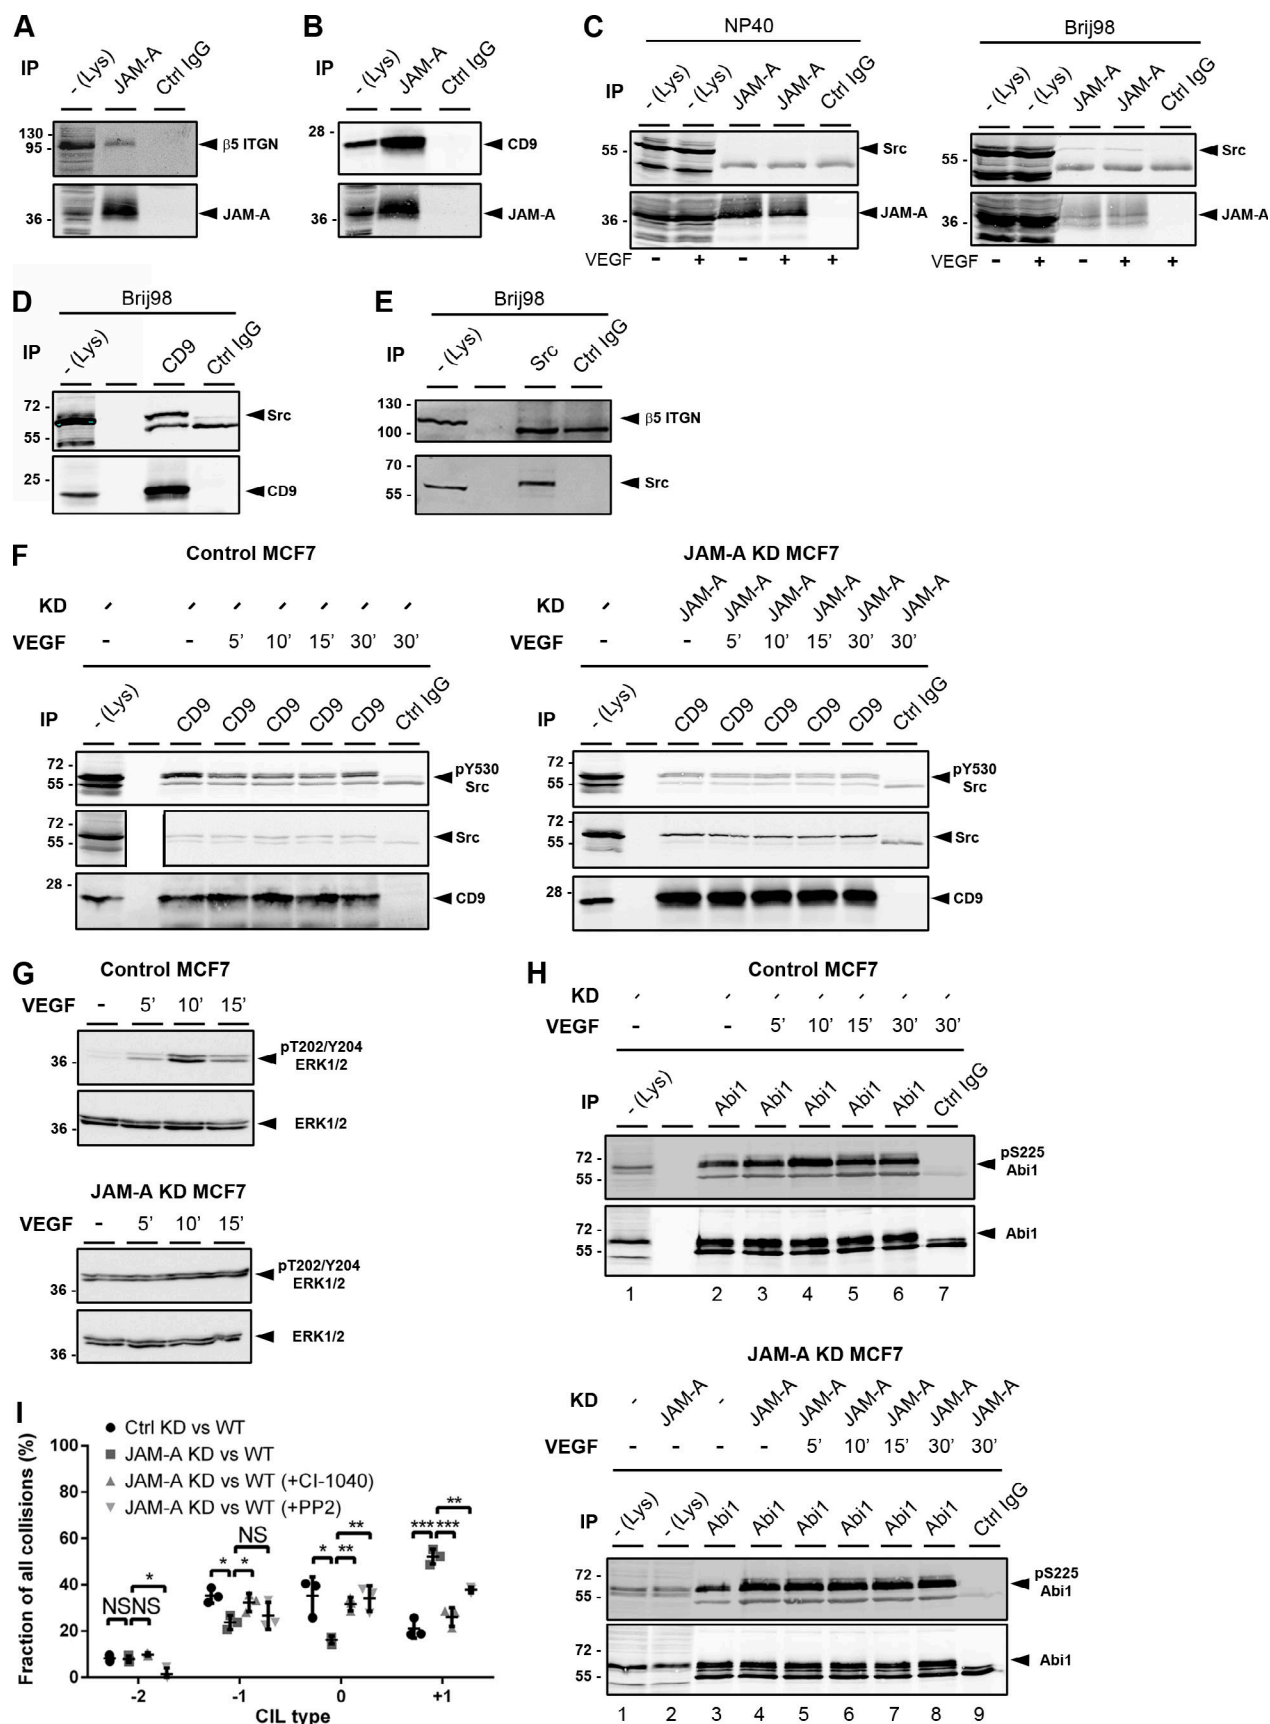 A
IP
- (Lys)
JAM-A
Ctrl IgG
130 -
95 -
β5 ITGN
36 -
JAM-A
B
IP
- (Lys)
JAM-A
Ctrl IgG
28 -
CD9
36 -
JAM-A
C
NP40
IP
- (Lys)
- (Lys)
JAM-A
JAM-A
Ctrl IgG
55 -
Src
36 -
JAM-A
VEGF - + - + +
Brij98
- (Lys)
- (Lys)
JAM-A
JAM-A
Ctrl IgG
55 -
Src
36 -
JAM-A
VEGF - + - + +
D
Brij98
IP
- (Lys)
CD9
Ctrl IgG
72 -
55 -
Src
25 -
CD9
E
Brij98
IP
- (Lys)
Src
Ctrl IgG
130 -
100 -
β5 ITGN
70 -
55 -
Src
F
Control MCF7
KD - - - - - - -
VEGF - - 5' 10' 15' 30' 30'
IP
- (Lys)
CD9
CD9
CD9
CD9
CD9
Ctrl IgG
72 -
55 -
pY530
Src
72 -
55 -
Src
28 -
CD9
JAM-A KD MCF7
KD - JAM-A JAM-A JAM-A JAM-A JAM-A JAM-A
VEGF - - 5' 10' 15' 30' 30'
IP
- (Lys)
CD9
CD9
CD9
CD9
CD9
Ctrl IgG
72 -
55 -
pY530
Src
72 -
55 -
Src
28 -
CD9
G
Control MCF7
VEGF - 5' 10' 15'
36 -
pT202/Y204
ERK1/2
36 -
ERK1/2
JAM-A KD MCF7
VEGF - 5' 10' 15'
36 -
pT202/Y204
ERK1/2
36 -
ERK1/2
H
Control MCF7
KD - - - - - - -
VEGF - - 5' 10' 15' 30' 30'
IP
- (Lys)
Abi1
Abi1
Abi1
Abi1
Abi1
Ctrl IgG
72 -
55 -
pS225
Abi1
72 -
55 -
Abi1
1 2 3 4 5 6 7
JAM-A KD MCF7
KD - JAM-A - JAM-A JAM-A JAM-A JAM-A JAM-A JAM-A
VEGF - - - - 5' 10' 15' 30' 30'
IP
- (Lys)
- (Lys)
Abi1
Abi1
Abi1
Abi1
Abi1
Abi1
Ctrl IgG
72 -
55 -
pS225
Abi1
72 -
55 -
Abi1
1 2 3 4 5 6 7 8 9
I
Ctrl KD vs WT
JAM-A KD vs WT
JAM-A KD vs WT (+CI-1040)
JAM-A KD vs WT (+PP2)
Fraction of all collisions (%)
100
80
60
40
20
0
NS NS *
* * NS
* ** **
*** *** **
-2 -1 0 +1
CIL type